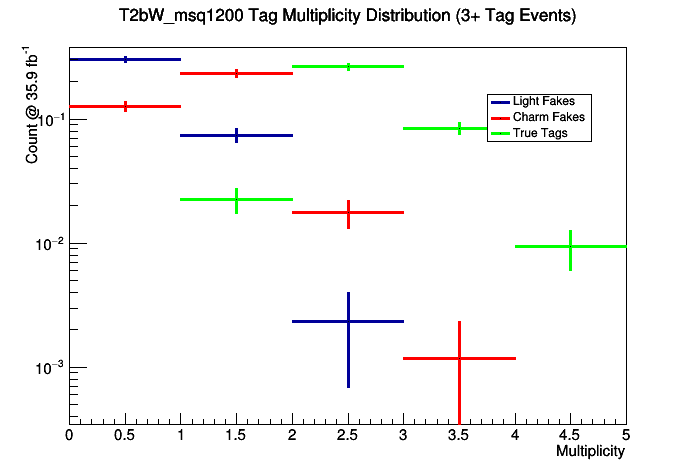 T2bW_msq1200 Tag Multiplicity Distribution (3+ Tag Events)
Count @ 35.9 fb⁻¹
Light Fakes
Charm Fakes
True Tags
10⁻¹
10⁻²
10⁻³
0 0.5 1 1.5 2 2.5 3 3.5 4 4.5 5
Multiplicity